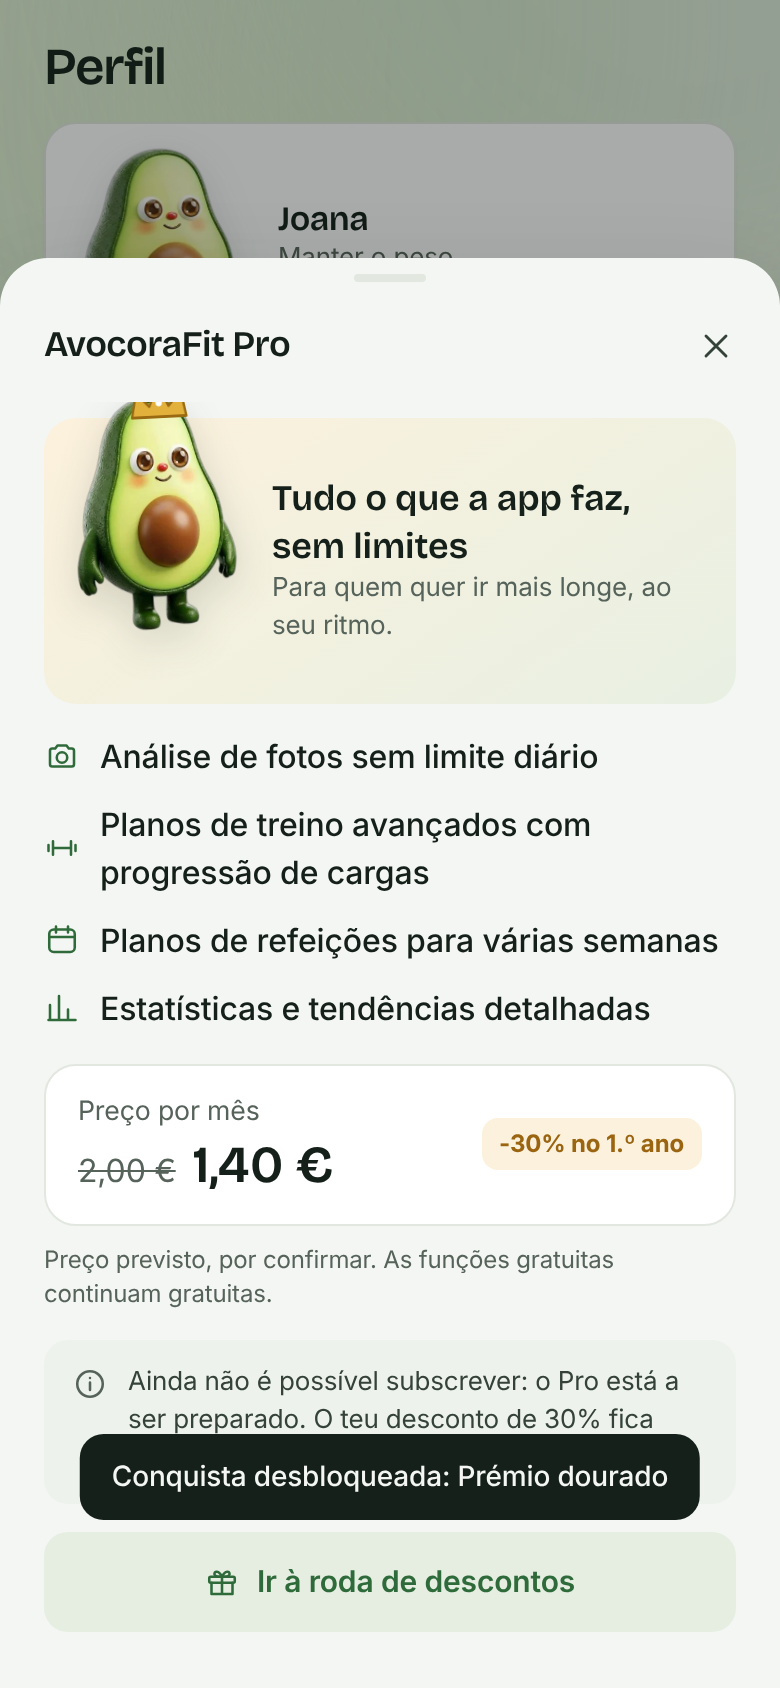 Perfil
Joana
Manter o peso
AvocoraFit Pro
Tudo o que a app faz,
sem limites
Para quem quer ir mais longe, ao
seu ritmo.
Análise de fotos sem limite diário
Planos de treino avançados com
progressão de cargas
Planos de refeições para várias semanas
Estatísticas e tendências detalhadas
Preço por mês
2,00 € 1,40 €
-30% no 1.º ano
Preço previsto, por confirmar. As funções gratuitas
continuam gratuitas.
Ainda não é possível subscrever: o Pro está a
ser preparado. O teu desconto de 30% fica
Conquista desbloqueada: Prémio dourado
Ir à roda de descontos